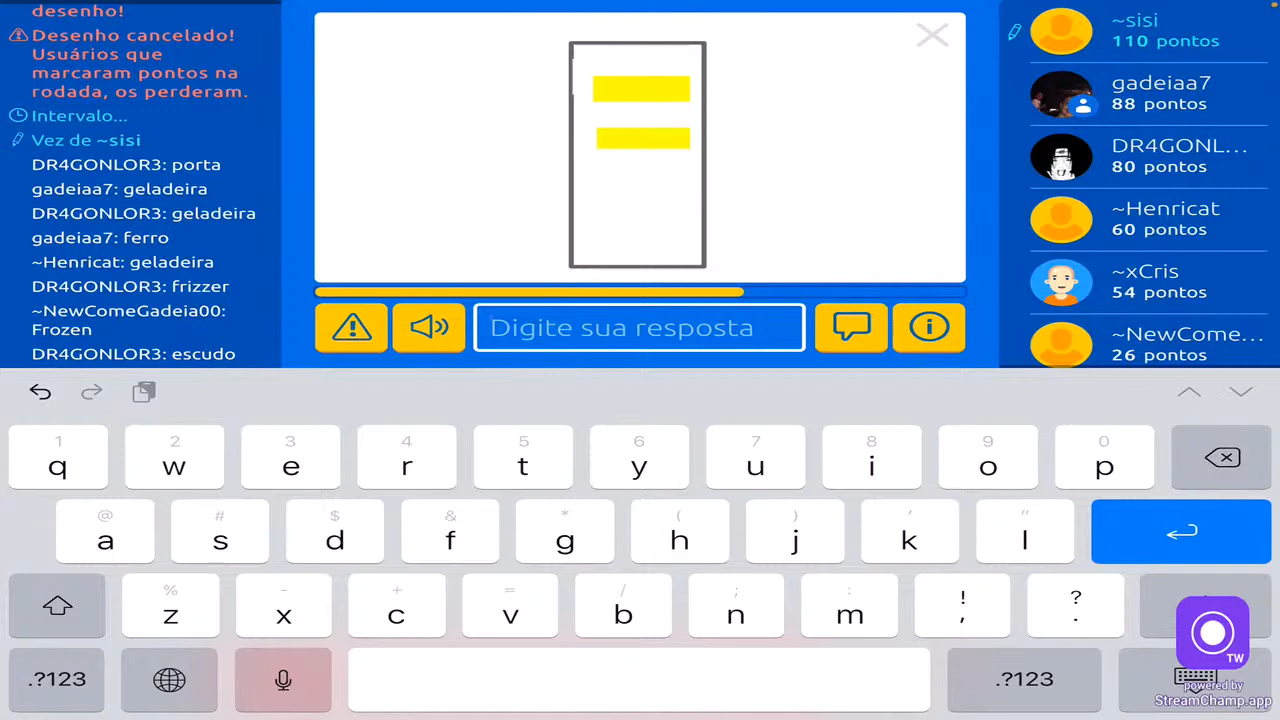 desenho!
Desenho cancelado!
Usuários que
marcaram pontos na
rodada, os perderam.
Intervalo...
Vez de ~sisi
DR4GONLOR3: porta
gadeiaa7: geladeira
DR4GONLOR3: geladeira
gadeiaa7: ferro
~Henricat: geladeira
DR4GONLOR3: frizzer
~NewComeGadeia00:
Frozen
DR4GONLOR3: escudo
Digite sua resposta
~sisi
110 pontos
gadeiaa7
88 pontos
DR4GONL...
80 pontos
~Henricat
60 pontos
~xCris
54 pontos
~NewCome...
26 pontos
1 2 3 4 5 6 7 8 9 0
q w e r t y u i o p
@ # $ & * ( ) ' "
a s d f g h j k l
% - + = / ; : ! ?
z x c v b n m , .
.?123 .?123
TW
powered by
StreamChamp.app